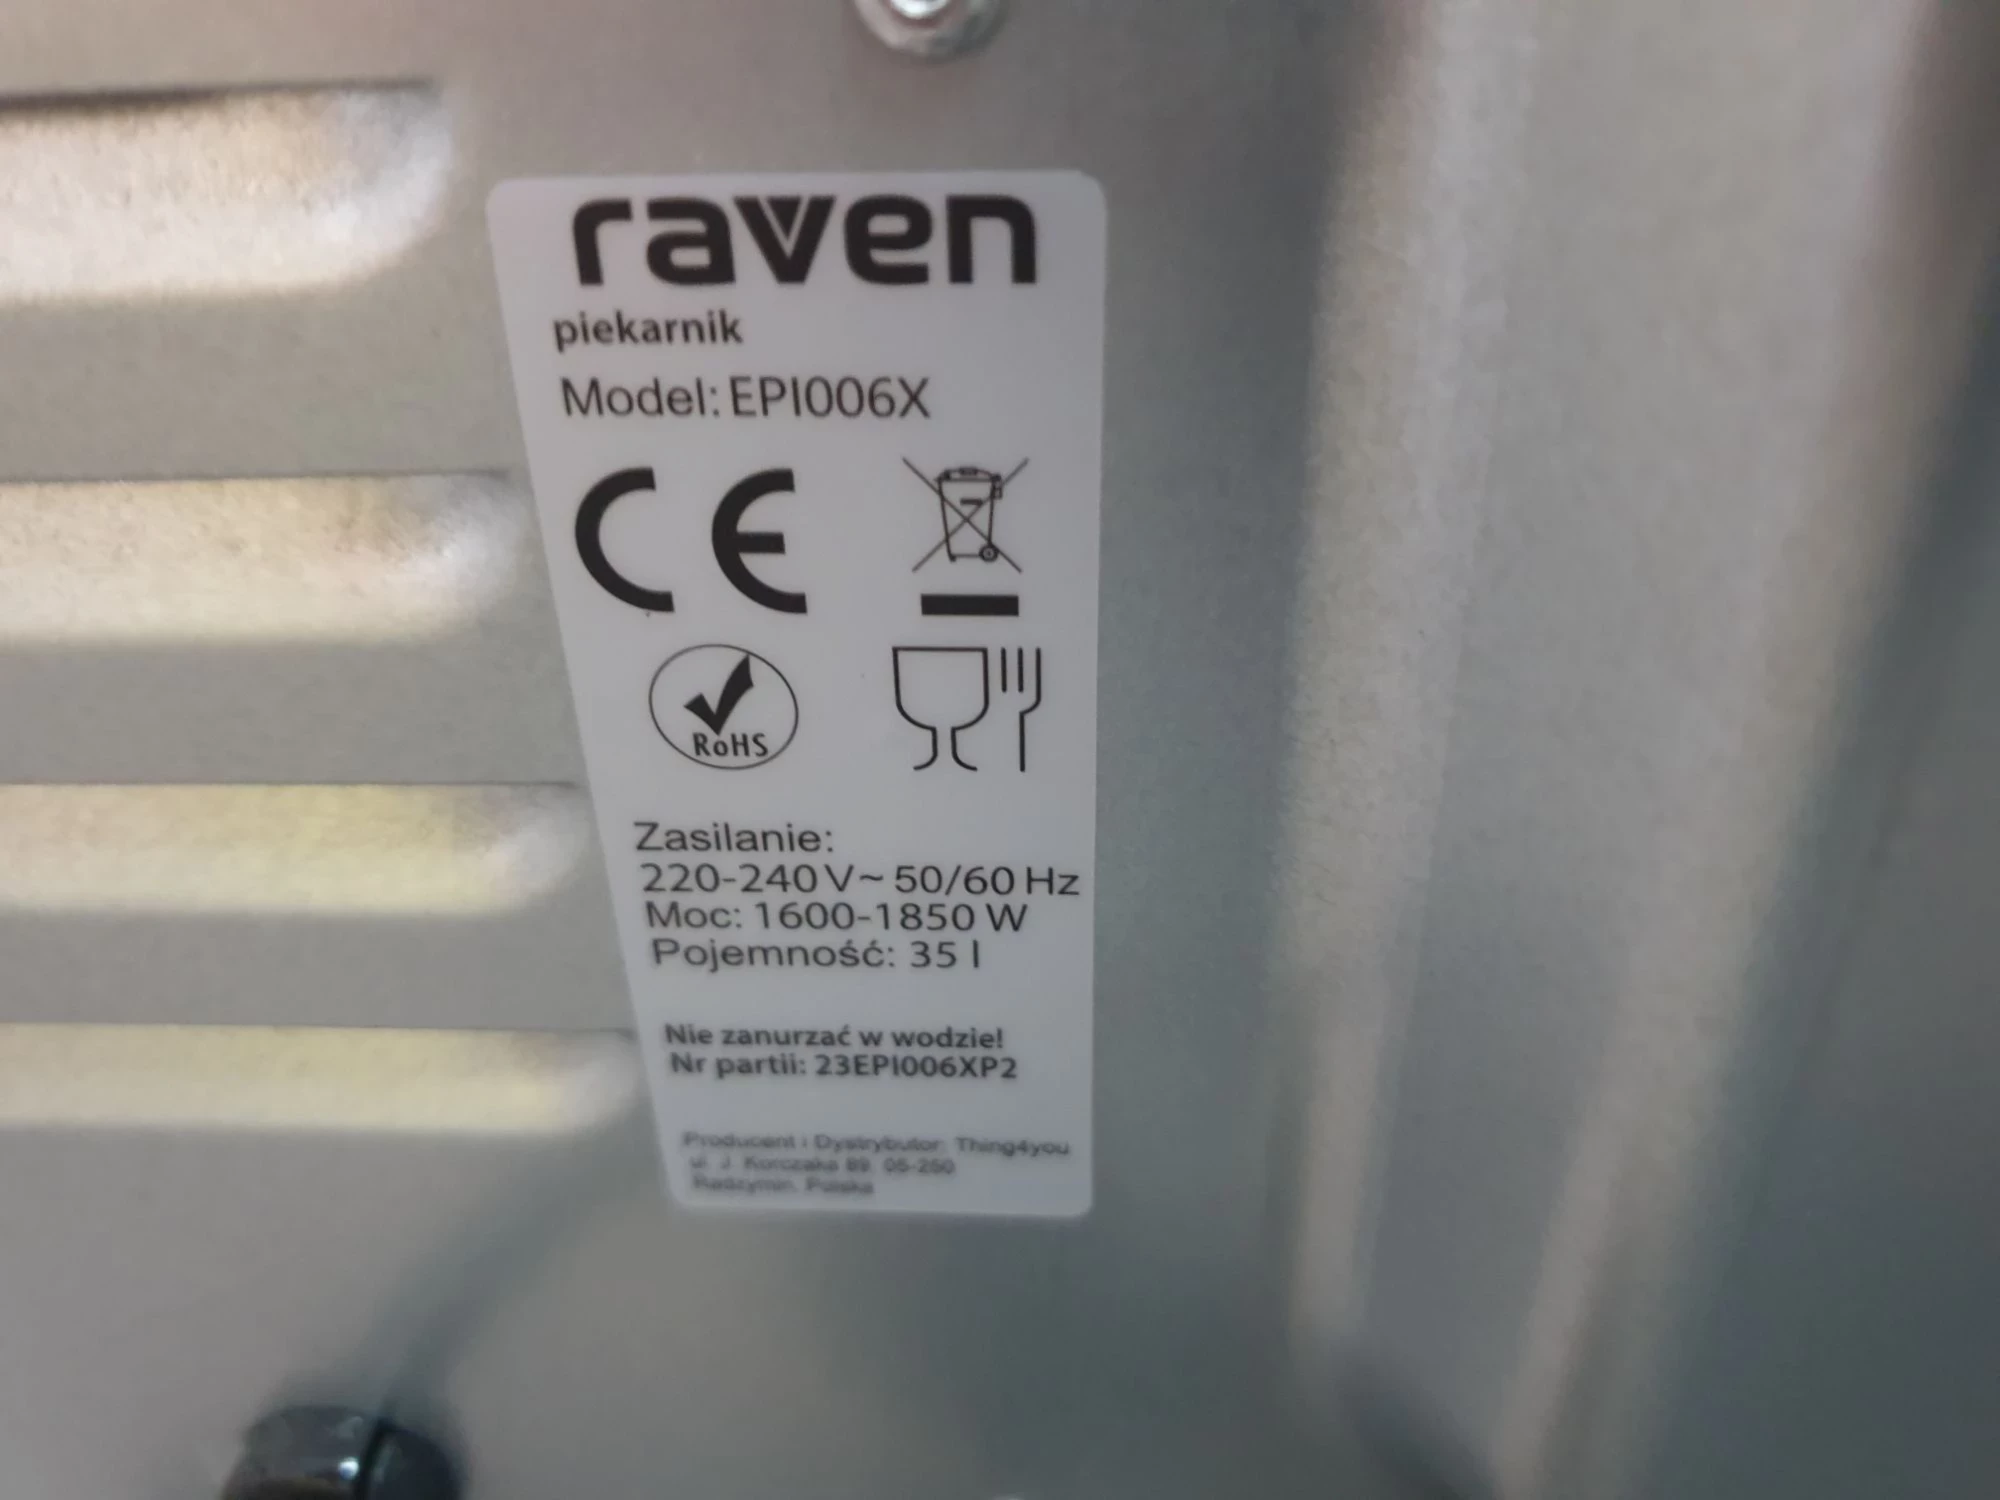 raven
piekarnik
Model: EPI006X
CE
RoHS
Zasilanie:
220-240 V~ 50/60 Hz
Moc: 1600-1850 W
Pojemność: 35 l
Nie zanurzać w wodzie!
Nr partii: 23EPI006XP2
Producent i Dystrybutor: Thing4you
ul. J. Korczaka 89, 05-250
Radzymin, Polska